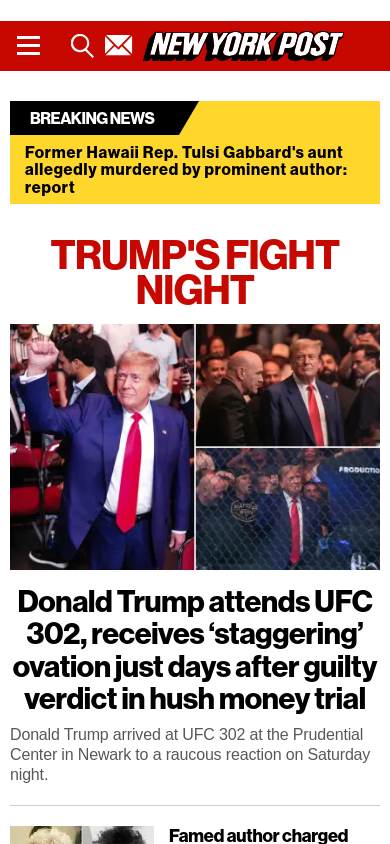 NEW YORK POST
BREAKING NEWS
Former Hawaii Rep. Tulsi Gabbard's aunt
allegedly murdered by prominent author:
report
TRUMP'S FIGHT
NIGHT
PRODUCTIO
Donald Trump attends UFC
302, receives ‘staggering’
ovation just days after guilty
verdict in hush money trial
Donald Trump arrived at UFC 302 at the Prudential
Center in Newark to a raucous reaction on Saturday
night.
Famed author charged